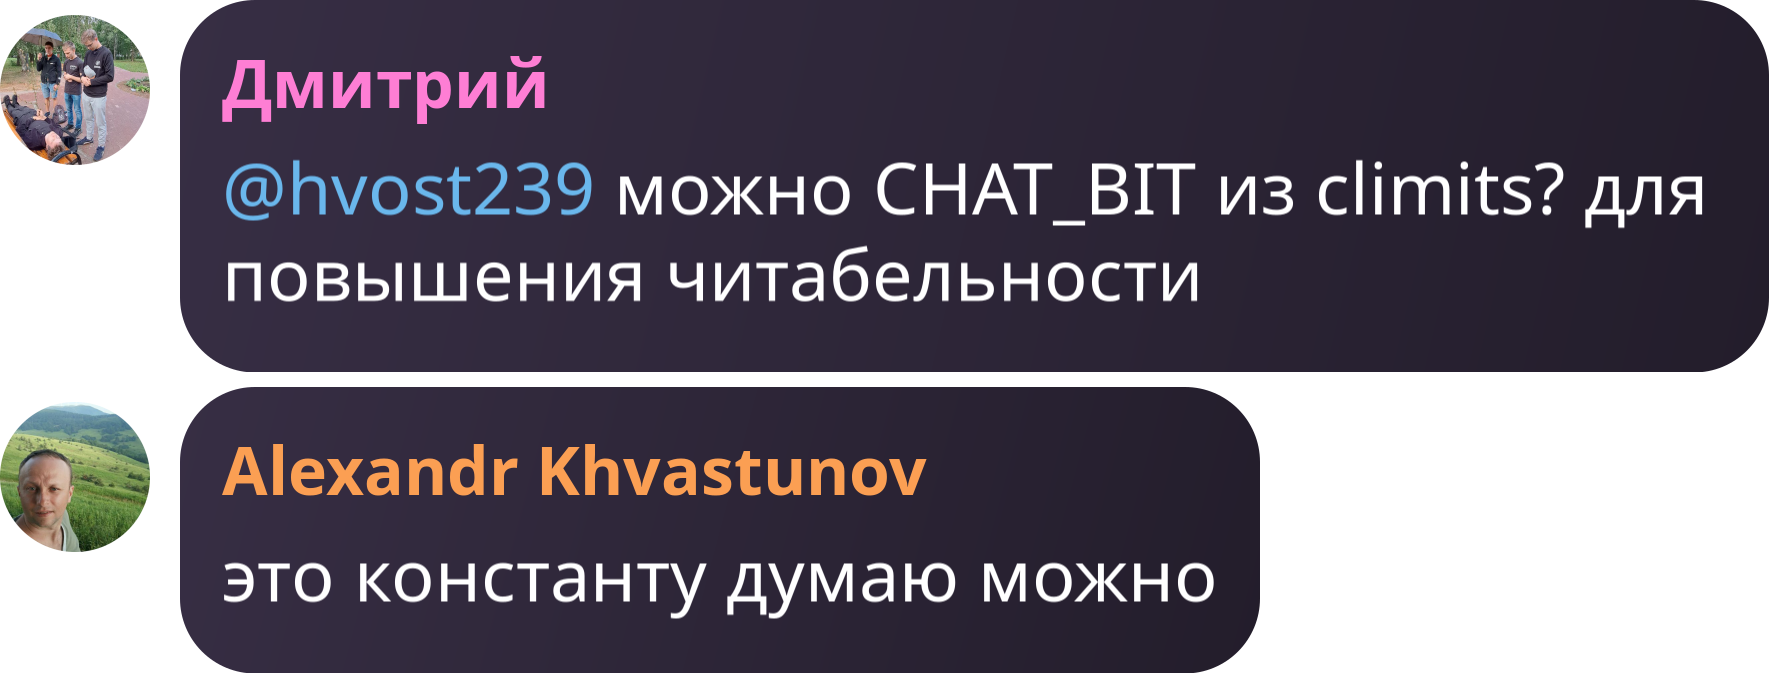 Дмитрий
@hvost239 можно CHAT_BIT из climits? для
повышения читабельности
Alexandr Khvastunov
это константу думаю можно